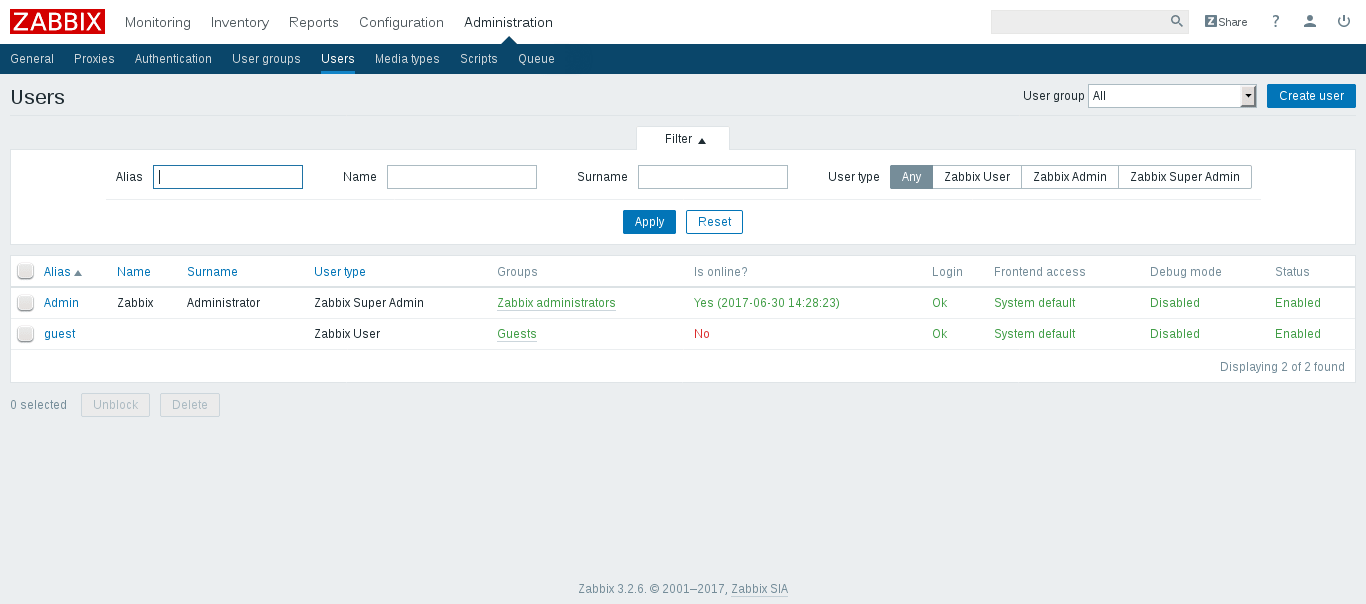 ZABBIX Monitoring Inventory Reports Configuration Administration Z Share ?
General Proxies Authentication User groups Users Media types Scripts Queue
Users User group All Create user
Filter
Alias Name Surname User type Any Zabbix User Zabbix Admin Zabbix Super Admin
Apply Reset
Alias Name Surname User type Groups Is online? Login Frontend access Debug mode Status
Admin Zabbix Administrator Zabbix Super Admin Zabbix administrators Yes (2017-06-30 14:28:23) Ok System default Disabled Enabled
guest Zabbix User Guests No Ok System default Disabled Enabled
Displaying 2 of 2 found
0 selected Unblock Delete
Zabbix 3.2.6. © 2001–2017, Zabbix SIA